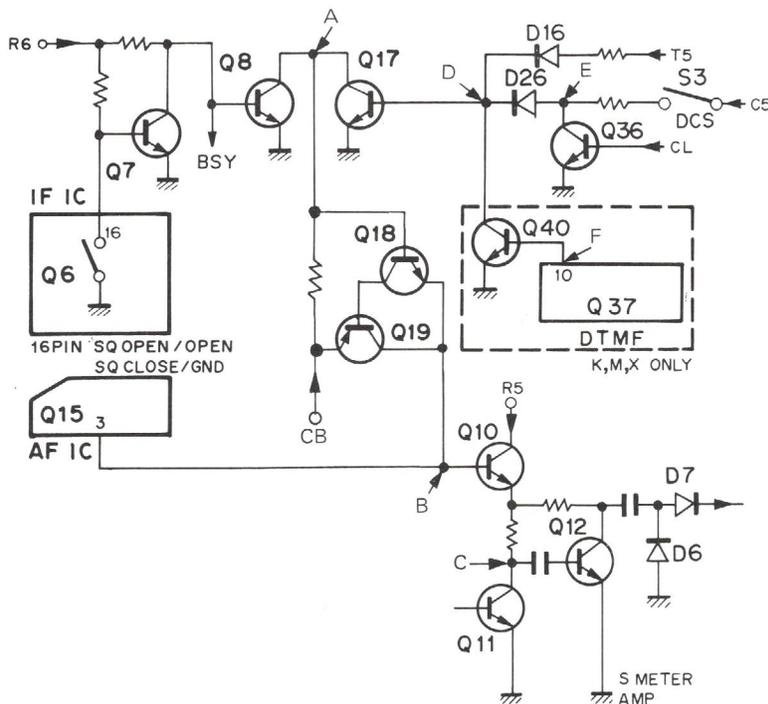 A
R6
Q8
Q17
D16
T5
D
D26
E
S3
C5
DCS
Q7
BSY
Q36
CL
IF IC
16
Q6
Q18
Q40
F
10
Q37
Q19
DTMF
16PIN SQ OPEN/OPEN
SQ CLOSE/GND
K,M,X ONLY
Q15
3
AF IC
CB
R5
Q10
B
D7
Q12
C
D6
Q11
S METER
AMP